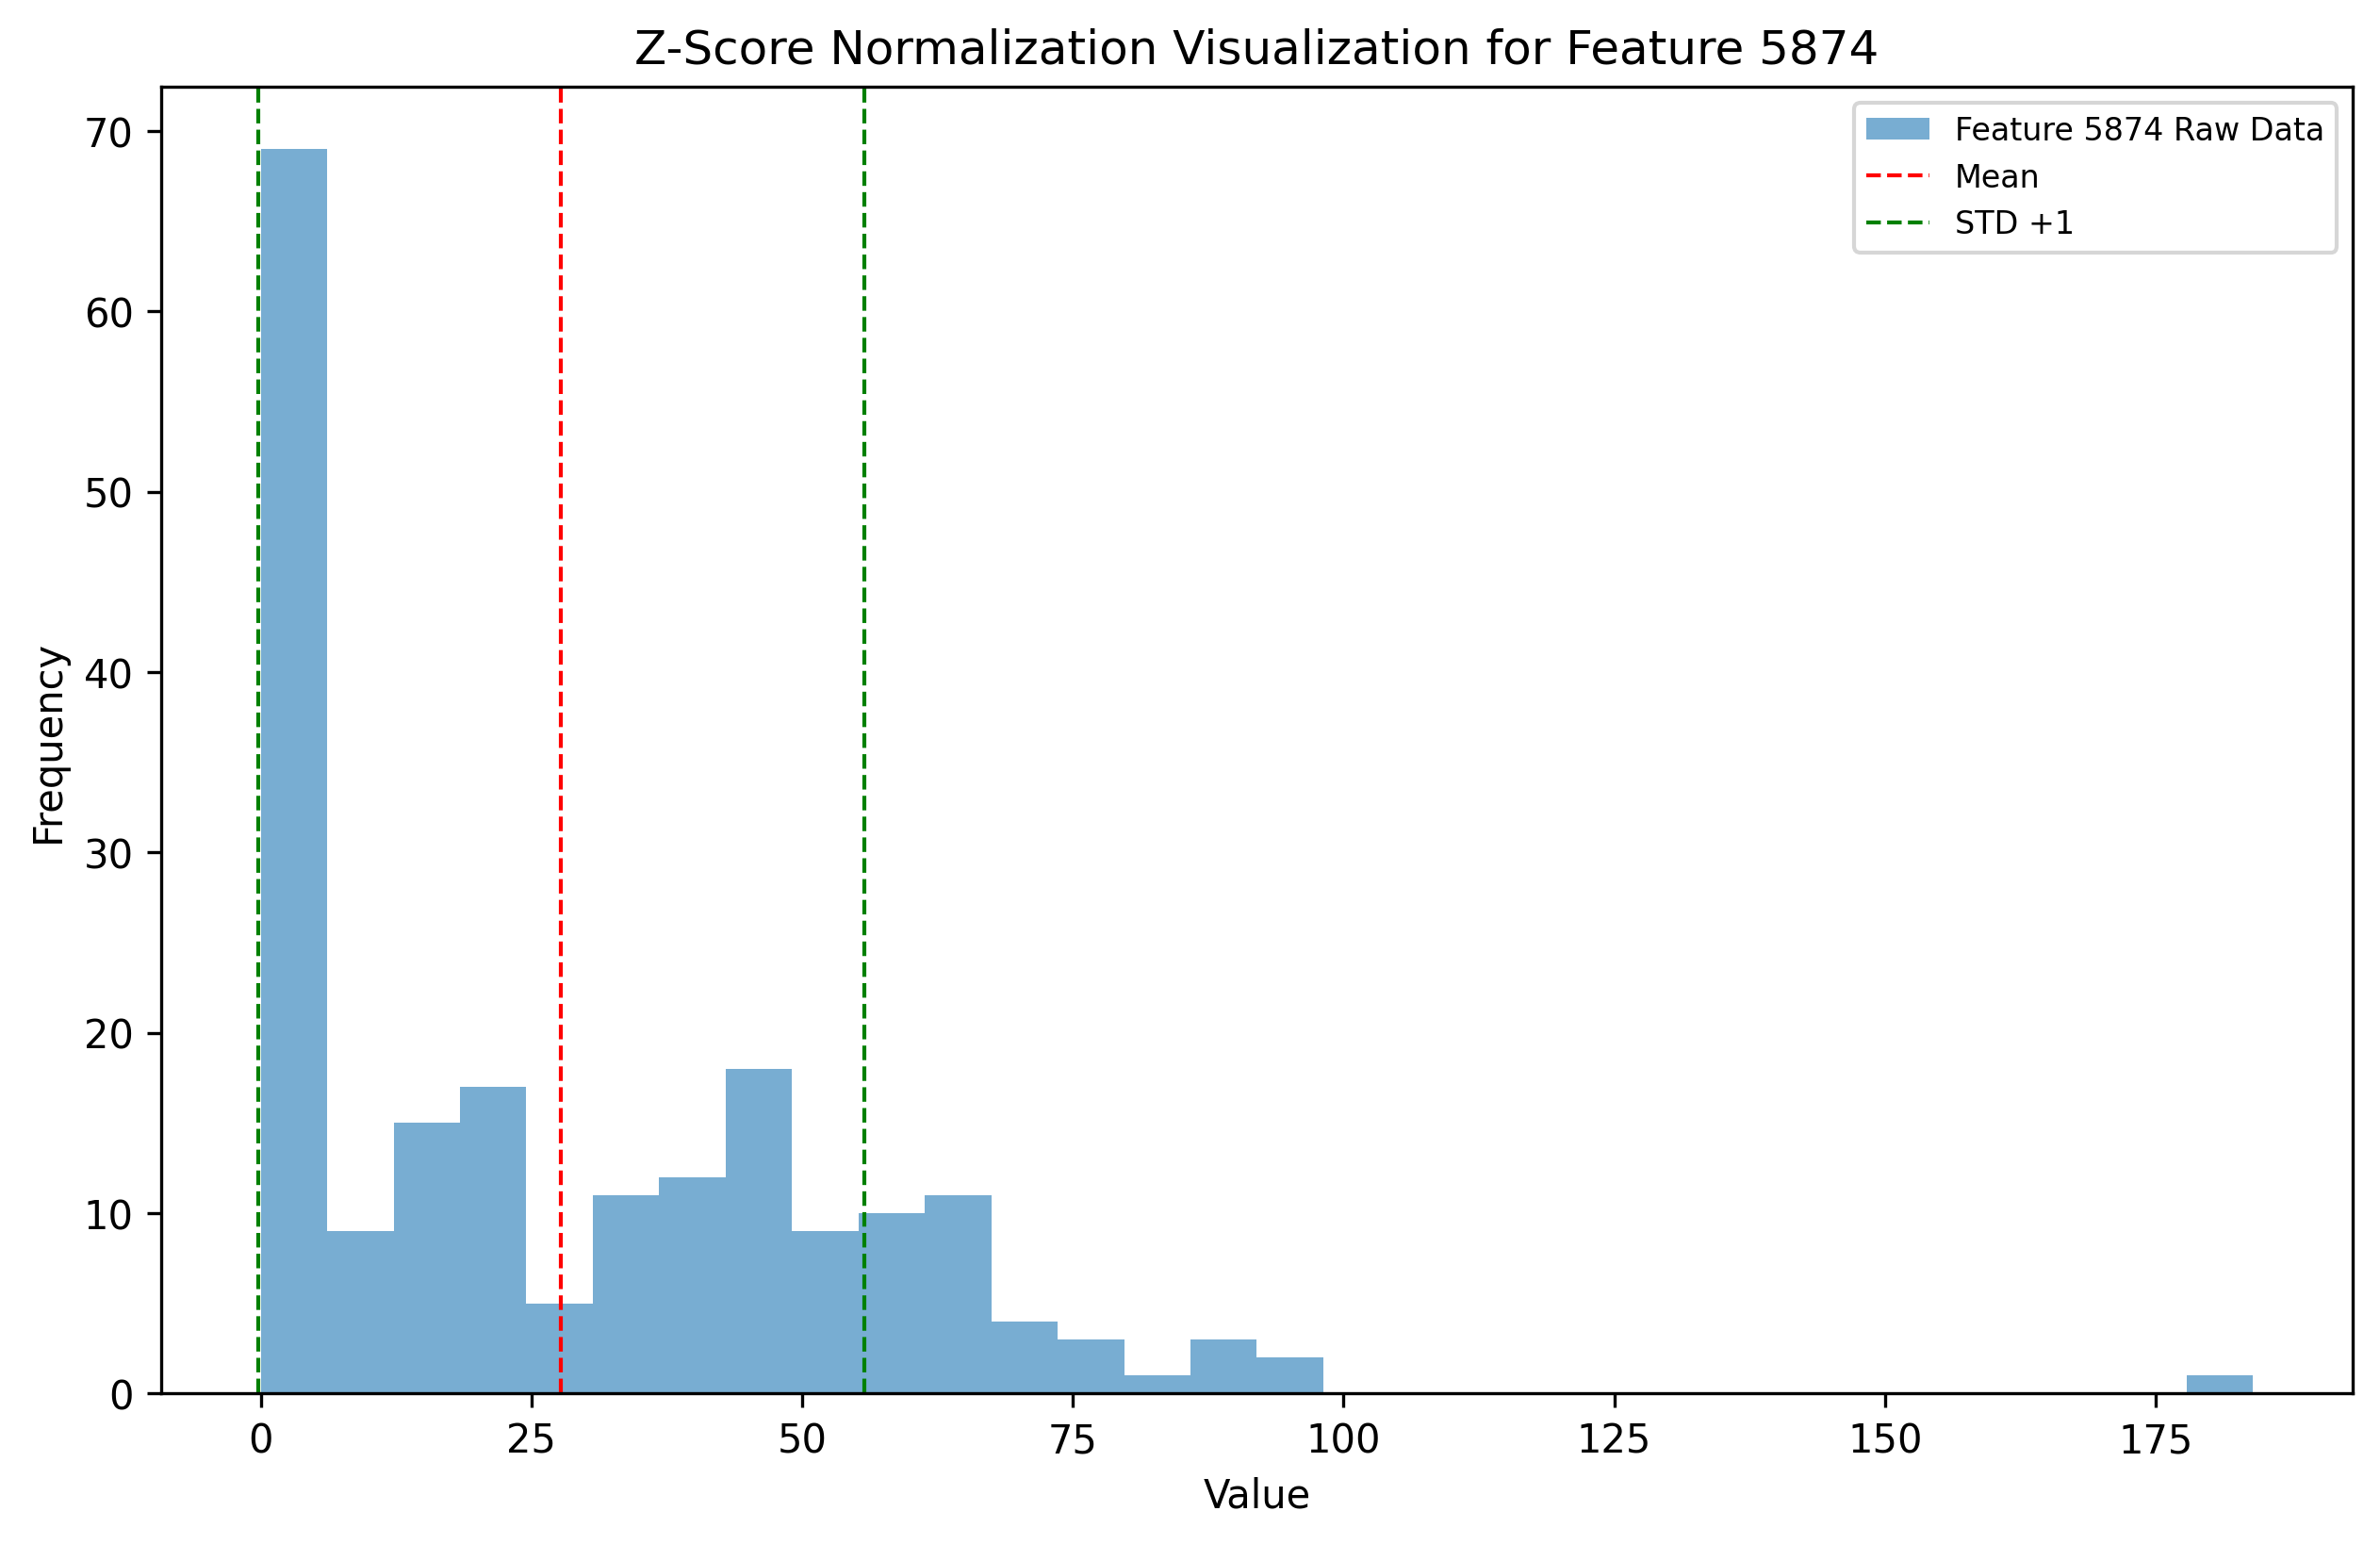 Z-Score Normalization Visualization for Feature 5874
Feature 5874 Raw Data
Mean
STD +1
Frequency
70
60
50
40
30
20
10
0
0 25 50 75 100 125 150 175
Value